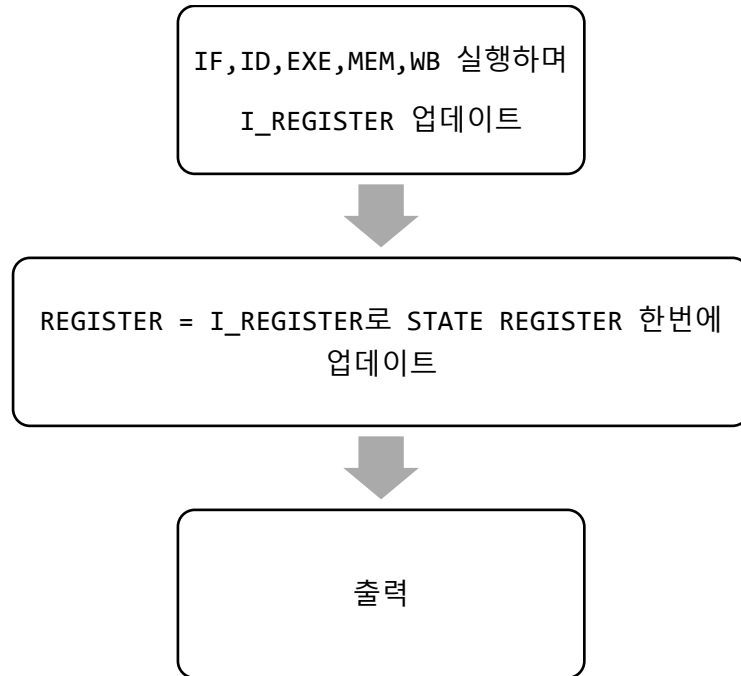 IF,ID,EXE,MEM,WB 실행하며
I_REGISTER 업데이트
REGISTER = I_REGISTER로 STATE REGISTER 한번에
업데이트
출력